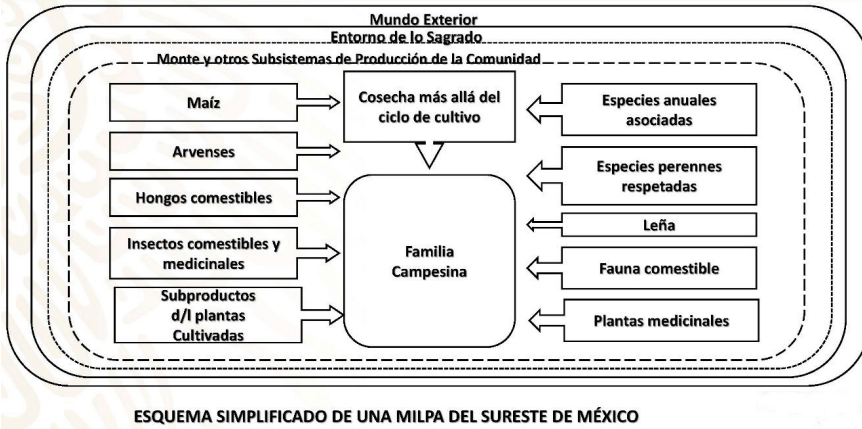 Mundo Exterior
Entorno de lo Sagrado
Monte y otros Subsistemas de Producción de la Comunidad
Maíz
Arvenses
Hongos comestibles
Insectos comestibles y
medicinales
Subproductos
d/l plantas
Cultivadas
Cosecha más allá del
ciclo de cultivo
Familia
Campesina
Especies anuales
asociadas
Especies perennes
respetadas
Leña
Fauna comestible
Plantas medicinales
ESQUEMA SIMPLIFICADO DE UNA MILPA DEL SURESTE DE MÉXICO